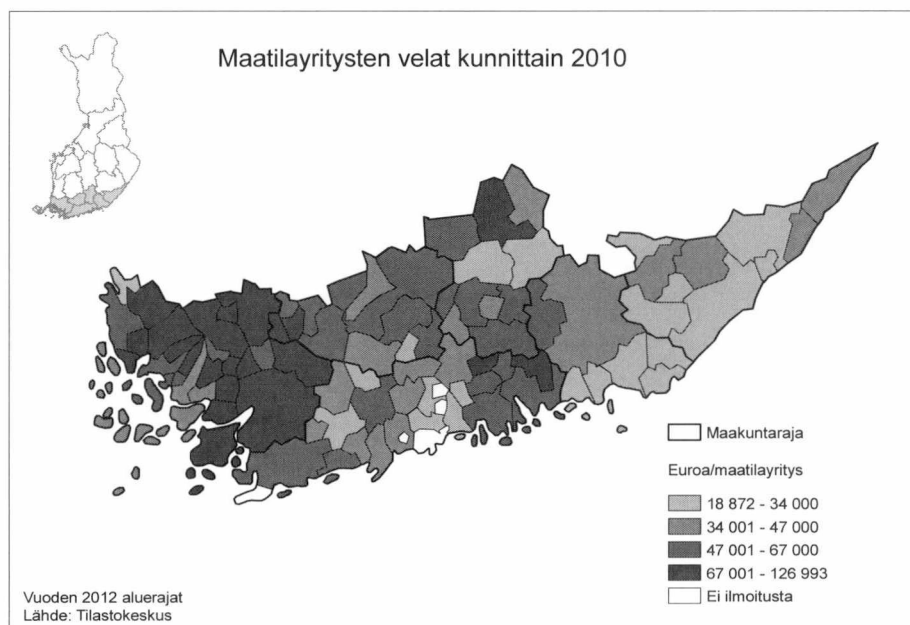 Maatilayritysten velat kunnittain 2010
Maakuntaraja
Euroa/maatilayritys
18 872 - 34 000
34 001 - 47 000
47 001 - 67 000
67 001 - 126 993
Ei ilmoitusta
Vuoden 2012 aluerajat
Lähde: Tilastokeskus